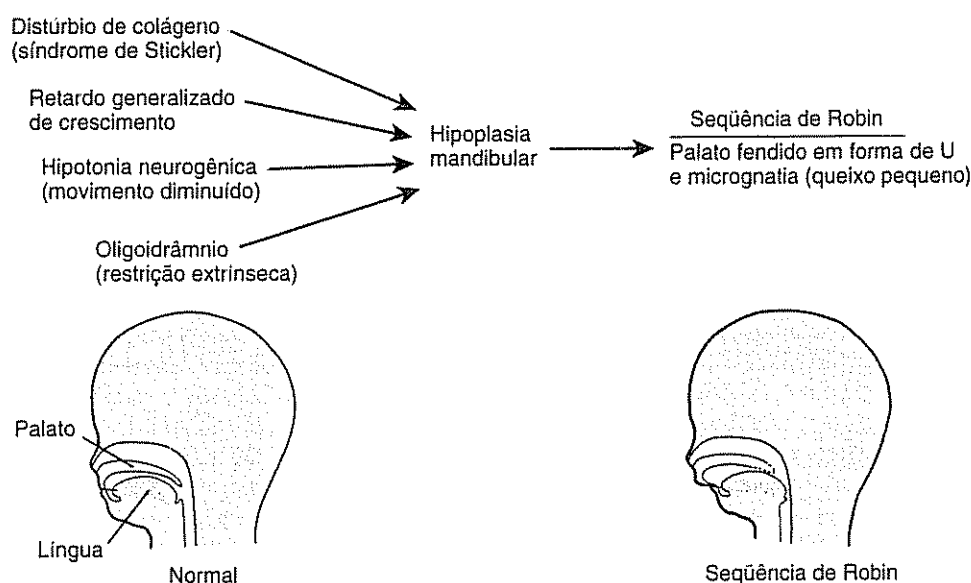 Distúrbio de colágeno
(síndrome de Stickler)
Retardo generalizado
de crescimento
Hipotonia neurogênica
(movimento diminuído)
Oligoidrâmnio
(restrição extrinseca)
Hipoplasia
mandibular
Seqüência de Robin
Palato fendido em forma de U
e micrognatia (queixo pequeno)
Palato
Língua
Normal
Seqüência de Robin